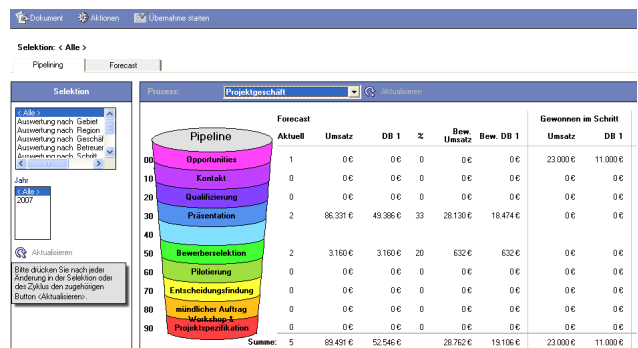 Dokument Aktionen Übernahme starten
Selektion: < Alle >
Pipelining Forecast
Selektion
Prozess: Projektgeschäft Aktualisieren
< Alle >
Auswertung nach Gebiet
Auswertung nach Region
Auswertung nach Geschäf
Auswertung nach Betreuer
Auswertung nach Schritt
Jahr
< Alle >
2007
Aktualisieren
Bitte drücken Sie nach jeder
Änderung in der Selektion oder
des Zyklus den zugehörigen
Button <Aktualisieren>.
Forecast Gewonnen im Schritt
Pipeline Aktuell Umsatz DB 1 % Bew. Umsatz Bew. DB 1 Umsatz DB 1
00 Opportunities 1 0 € 0 € 0 0 € 0 € 23.000 € 11.000 €
10 Kontakt 0 0 € 0 € 0 0 € 0 € 0 € 0 €
20 Qualifizierung 0 0 € 0 € 0 0 € 0 € 0 € 0 €
30 Präsentation 2 86.331 € 49.386 € 33 28.130 € 18.474 € 0 € 0 €
40
50 Bewerberselektion 2 3.160 € 3.160 € 20 632 € 632 € 0 € 0 €
60 Pilotierung 0 0 € 0 € 0 0 € 0 € 0 € 0 €
70 Entscheidungsfindung 0 0 € 0 € 0 0 € 0 € 0 € 0 €
80 mündlicher Auftrag 0 0 € 0 € 0 0 € 0 € 0 € 0 €
Workshop &
90 Projektspezifikation 0 0 € 0 € 0 0 € 0 € 0 € 0 €
Summe: 5 89.491 € 52.546 € 28.762 € 19.106 € 23.000 € 11.000 €